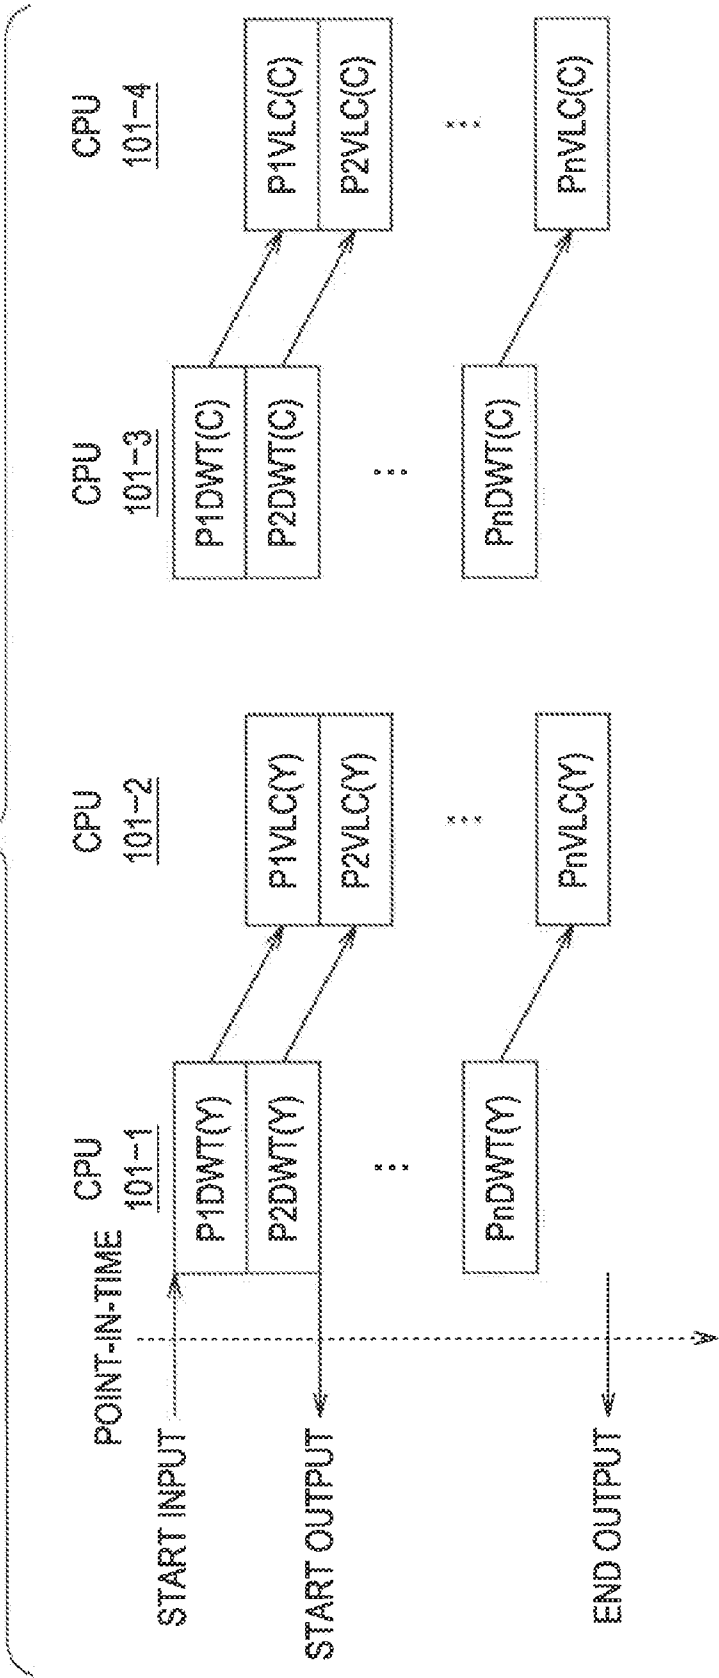 POINT-IN-TIME
CPU
101-1
CPU
101-2
CPU
101-3
CPU
101-4
START INPUT
P1DWT(Y)
P1DWT(C)
P2DWT(Y)
P1VLC(Y)
P2DWT(C)
P1VLC(C)
START OUTPUT
P2VLC(Y)
P2VLC(C)
...
...
...
...
PnDWT(Y)
PnDWT(C)
PnVLC(Y)
PnVLC(C)
END OUTPUT